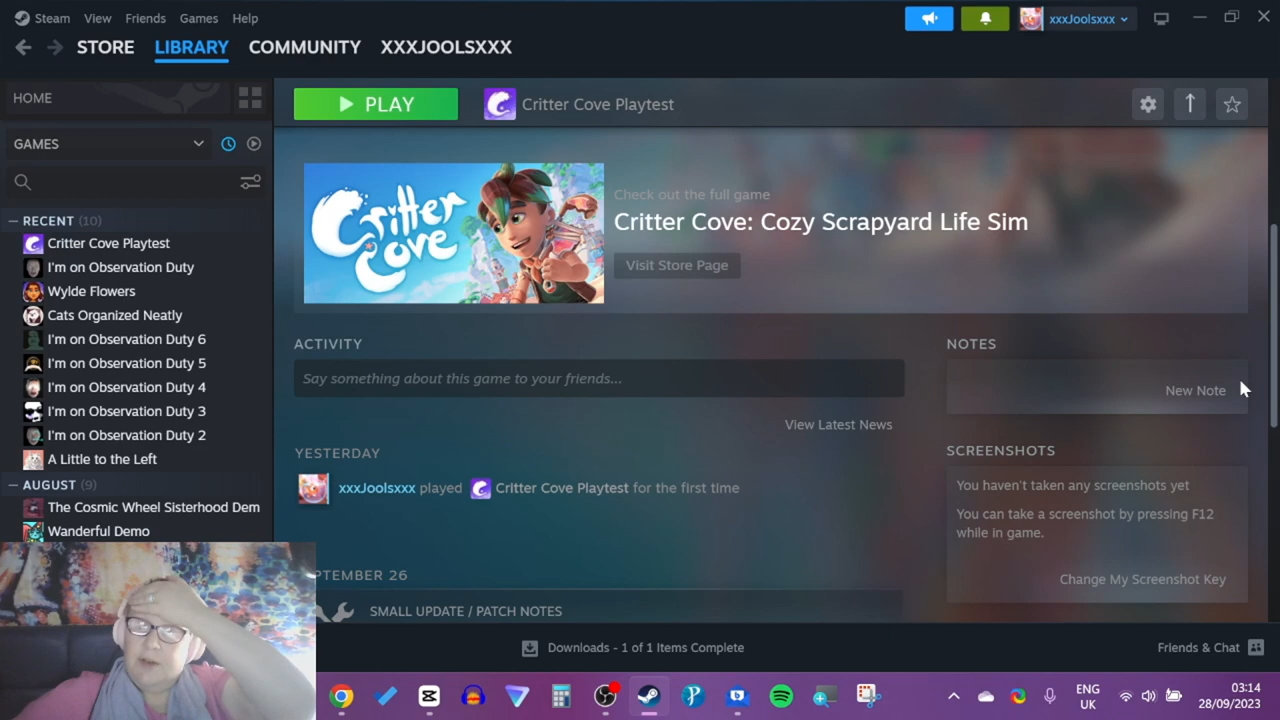 Steam View Friends Games Help
xxxJoolsxxx
STORE LIBRARY COMMUNITY XXXJOOLSXXX
HOME
PLAY
Critter Cove Playtest
GAMES
Critter Cove
Check out the full game
Critter Cove: Cozy Scrapyard Life Sim
Visit Store Page
RECENT (10)
Critter Cove Playtest
I'm on Observation Duty
Wylde Flowers
Cats Organized Neatly
I'm on Observation Duty 6
I'm on Observation Duty 5
I'm on Observation Duty 4
I'm on Observation Duty 3
I'm on Observation Duty 2
A Little to the Left
AUGUST (9)
The Cosmic Wheel Sisterhood Dem
Wanderful Demo
ACTIVITY
Say something about this game to your friends...
View Latest News
YESTERDAY
xxxJoolsxxx played Critter Cove Playtest for the first time
PTEMBER 26
SMALL UPDATE / PATCH NOTES
NOTES
New Note
SCREENSHOTS
You haven't taken any screenshots yet
You can take a screenshot by pressing F12
while in game.
Change My Screenshot Key
Downloads - 1 of 1 Items Complete
Friends & Chat
ENG
UK
03:14
28/09/2023